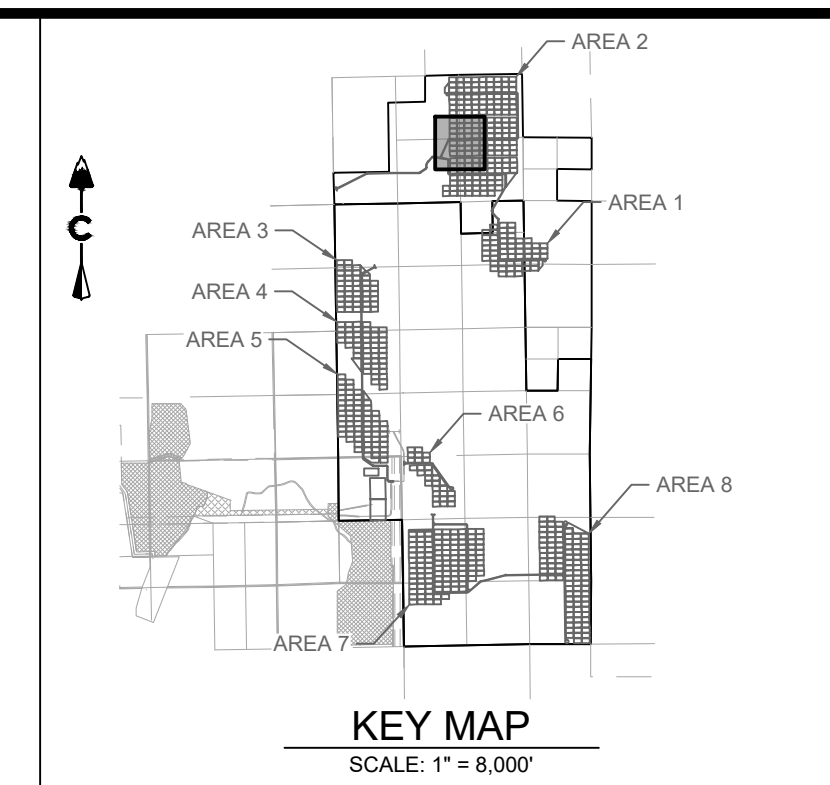 AREA 2
AREA 1
AREA 3
AREA 4
AREA 5
AREA 6
AREA 8
AREA 7
C
KEY MAP
SCALE: 1" = 8,000'